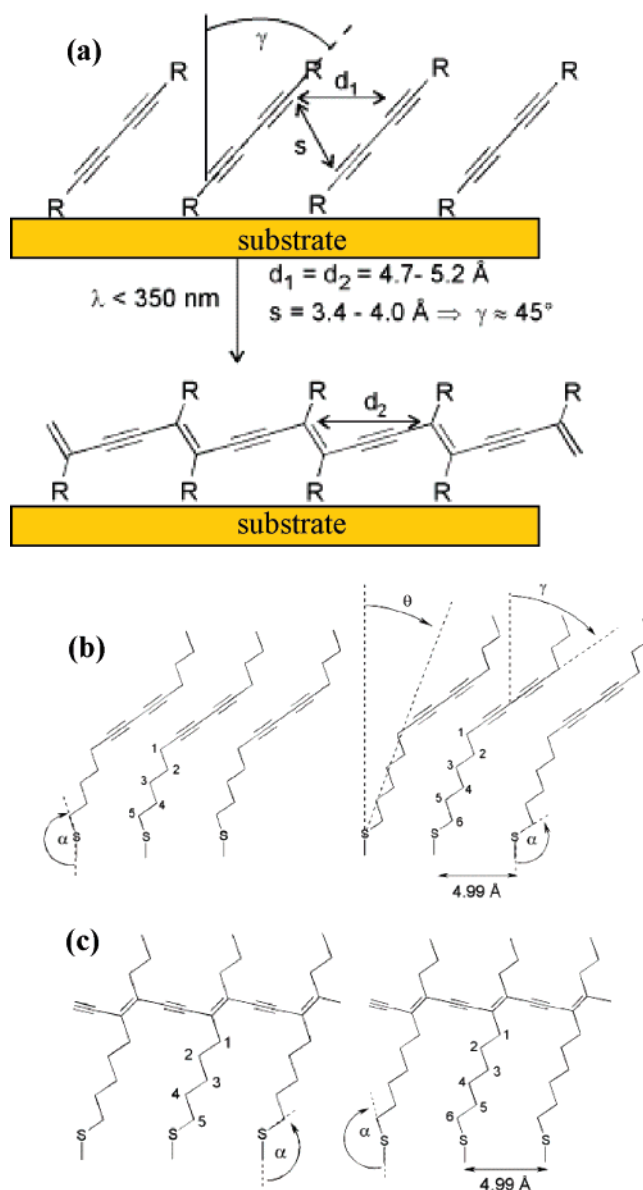 (a)
γ
R R R R
d₁
s
R R R R
substrate
λ < 350 nm
d₁ = d₂ = 4.7- 5.2 Å
s = 3.4 - 4.0 Å ⇒ γ ≈ 45°
R R R
d₂
R R R R
substrate
(b)
θ
γ
1
2
3
4
5
α
S S S
1
2
3
4
5
6
α
S S S
4.99 Å
(c)
1
2
3
4
5
S S S
α
1
2
3
4
5
6
α
S S S
4.99 Å